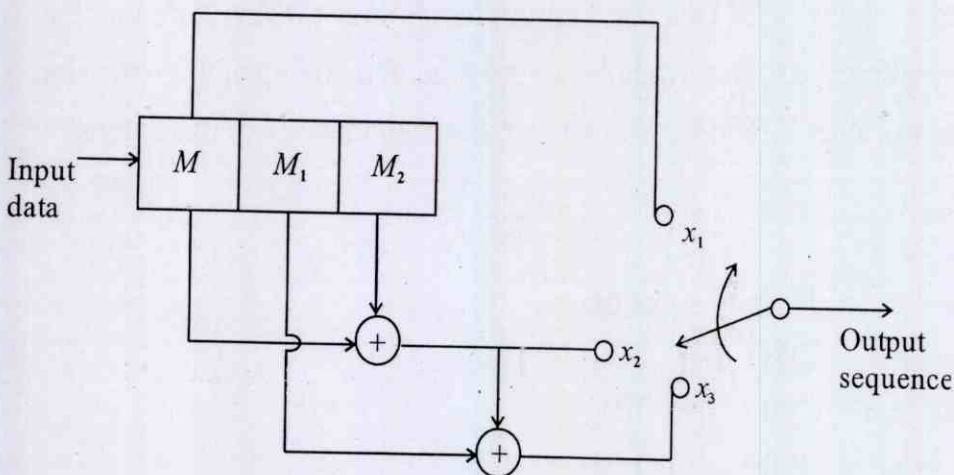 Input
data
M M₁ M₂
x₁
+
x₂
Output
sequence
x₃
+